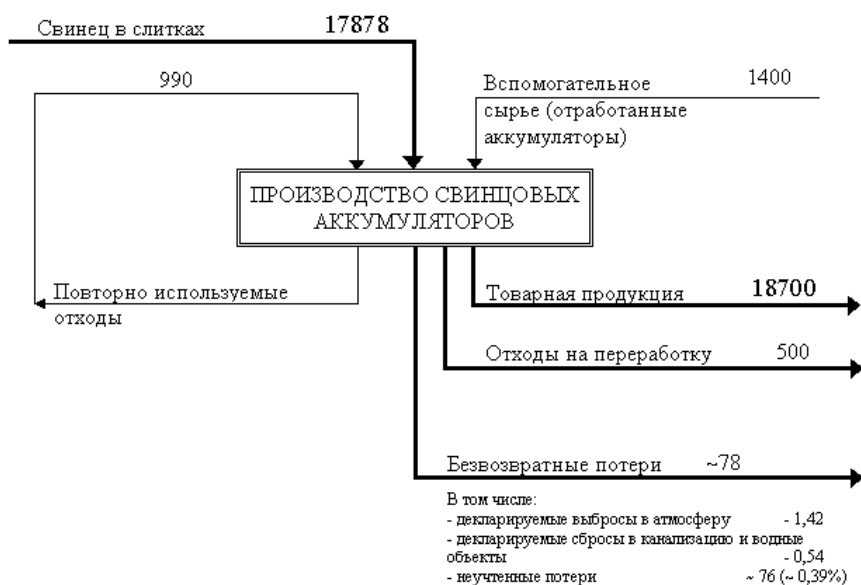 Свинец в слитках 17878
990
Вспомогательное 1400
сырье (отработанные
аккумуляторы)
ПРОИЗВОДСТВО СВИНЦОВЫХ
АККУМУЛЯТОРОВ
Повторно используемые
отходы
Товарная продукция 18700
Отходы на переработку 500
Безвозвратные потери ~78
В том числе:
- декларируемые выбросы в атмосферу - 1,42
- декларируемые сбросы в канализацию и водные
объекты - 0,54
- неучтенные потери ~ 76 (~ 0,39%)